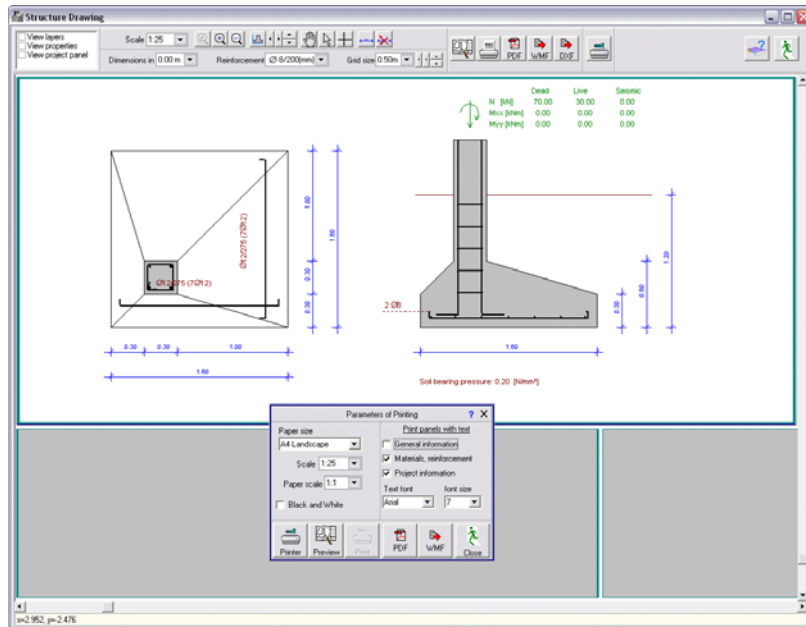 Structure Drawing
View layers
View properties
View project panel
Scale 1:25
Dimensions in 0.00 m
Reinforcement Ø 8/200[mm]
Grid size 0.50m
PDF WMF DXF
Dead Live Seismic
N [kN] 70.00 30.00 0.00
Mxx [kNm] 0.00 0.00 0.00
Myy [kNm] 0.00 0.00 0.00
1.00
0.30
0.30
1.60
Ø12/275 (7Ø12)
Ø12/275 (7Ø12)
0.30 0.30 1.00
1.60
2 Ø8
1.60
0.30
0.60
1.20
Soil bearing pressure: 0.20 [N/mm²]
Parameters of Printing
? X
Paper size
A4 Landscape
Scale 1:25
Paper scale 1:1
Black and White
Print panels with text
General information
Materials, reinforcement
Project information
Text font font size
Arial 7
Printer Preview Print PDF WMF Close
x=2.952, y=-2.476